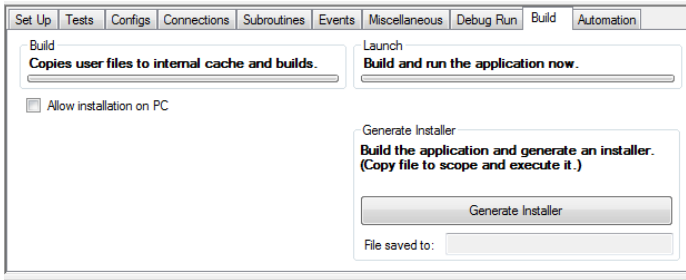 Set Up Tests Configs Connections Subroutines Events Miscellaneous Debug Run Build Automation
Build
Copies user files to internal cache and builds.
Launch
Build and run the application now.
Allow installation on PC
Generate Installer
Build the application and generate an installer.
(Copy file to scope and execute it.)
Generate Installer
File saved to: